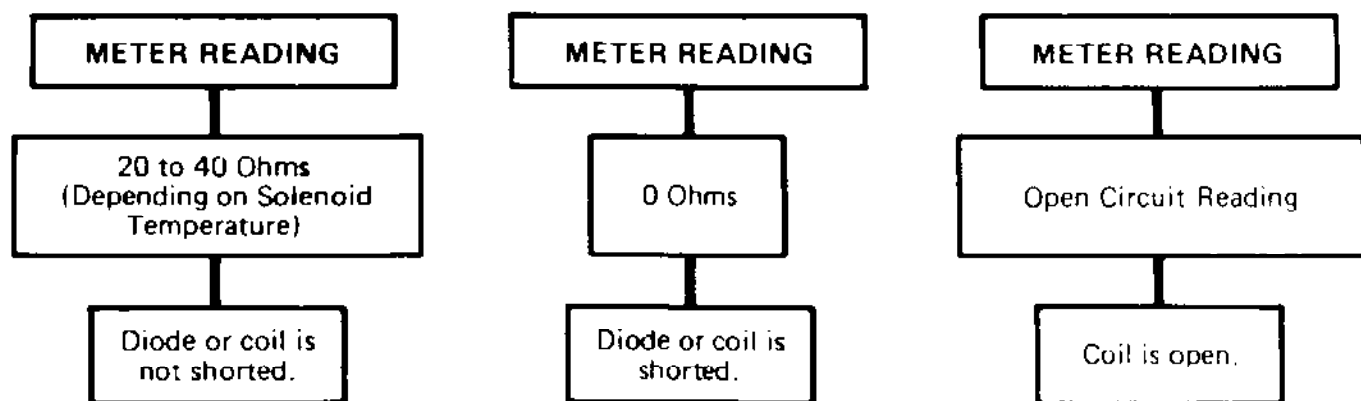 METER READING
20 to 40 Ohms
(Depending on Solenoid
Temperature)
Diode or coil is
not shorted.
METER READING
0 Ohms
Diode or coil is
shorted.
METER READING
Open Circuit Reading
Coil is open.